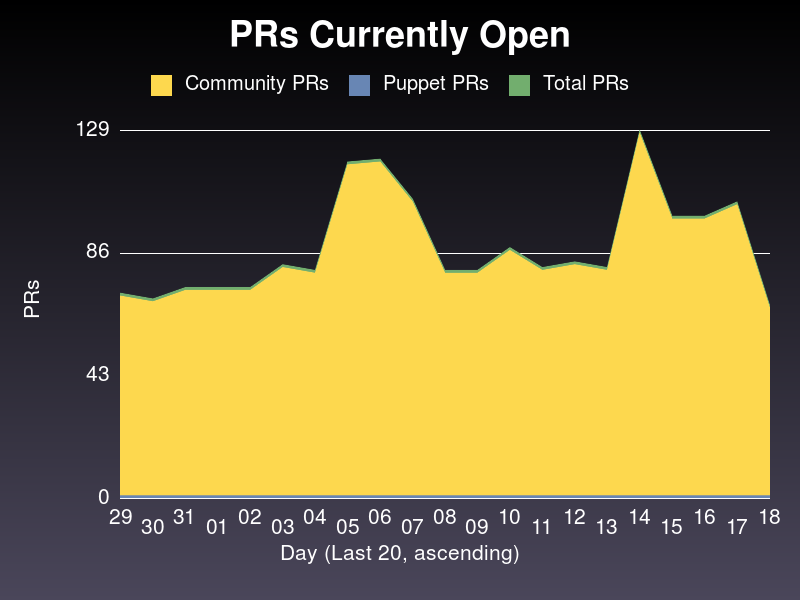 PRs Currently Open
Community PRs Puppet PRs Total PRs
129
86
43
0
PRs
29 30 31 01 02 03 04 05 06 07 08 09 10 11 12 13 14 15 16 17 18
Day (Last 20, ascending)